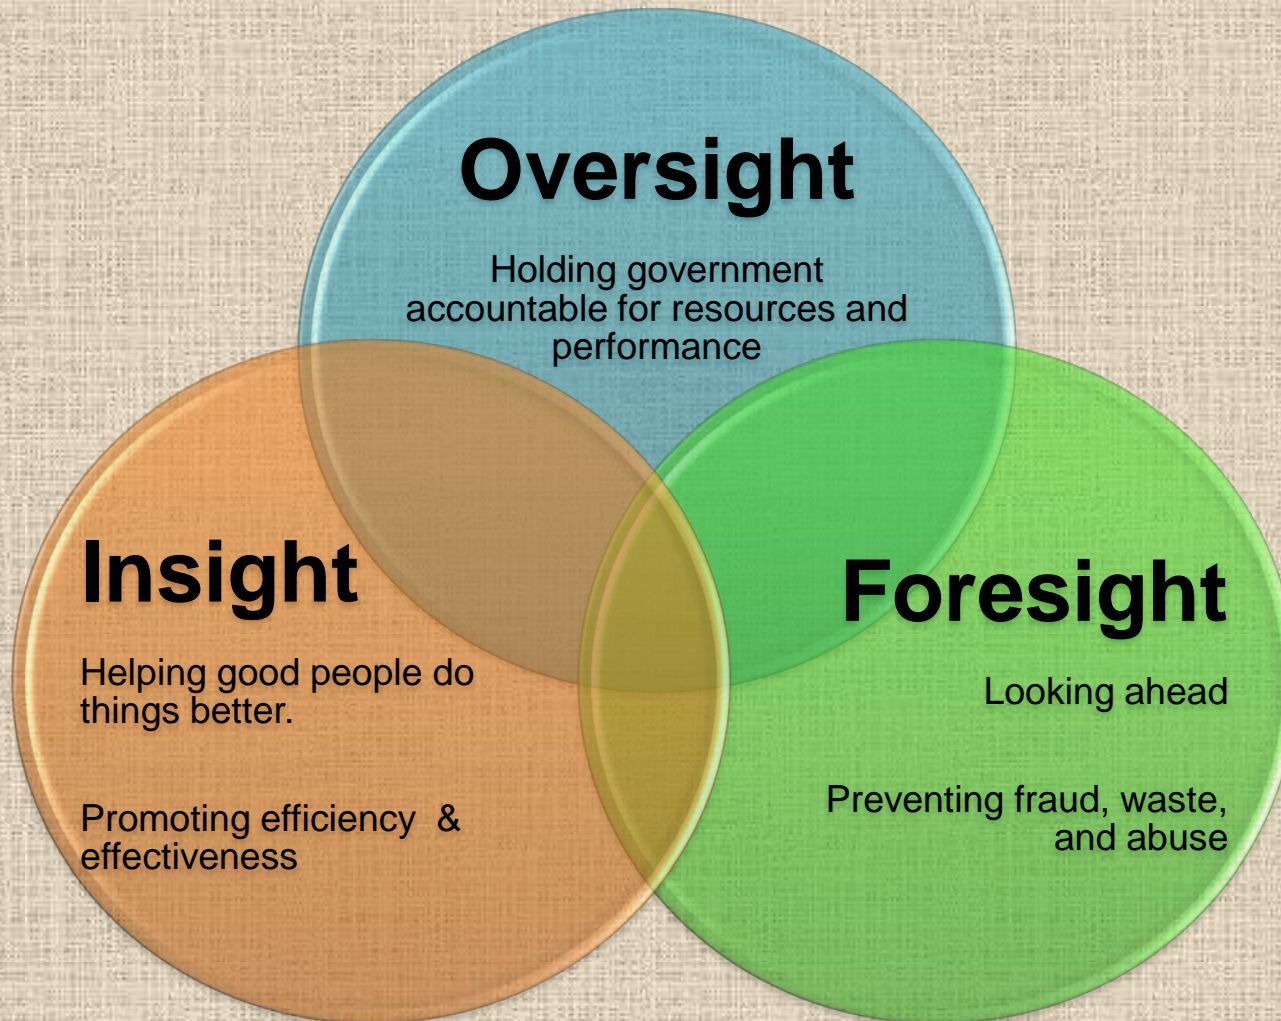 Oversight
Holding government
accountable for resources and
performance
Insight
Helping good people do
things better.
Promoting efficiency  &
effectiveness
Foresight
Looking ahead
Preventing fraud, waste,
and abuse